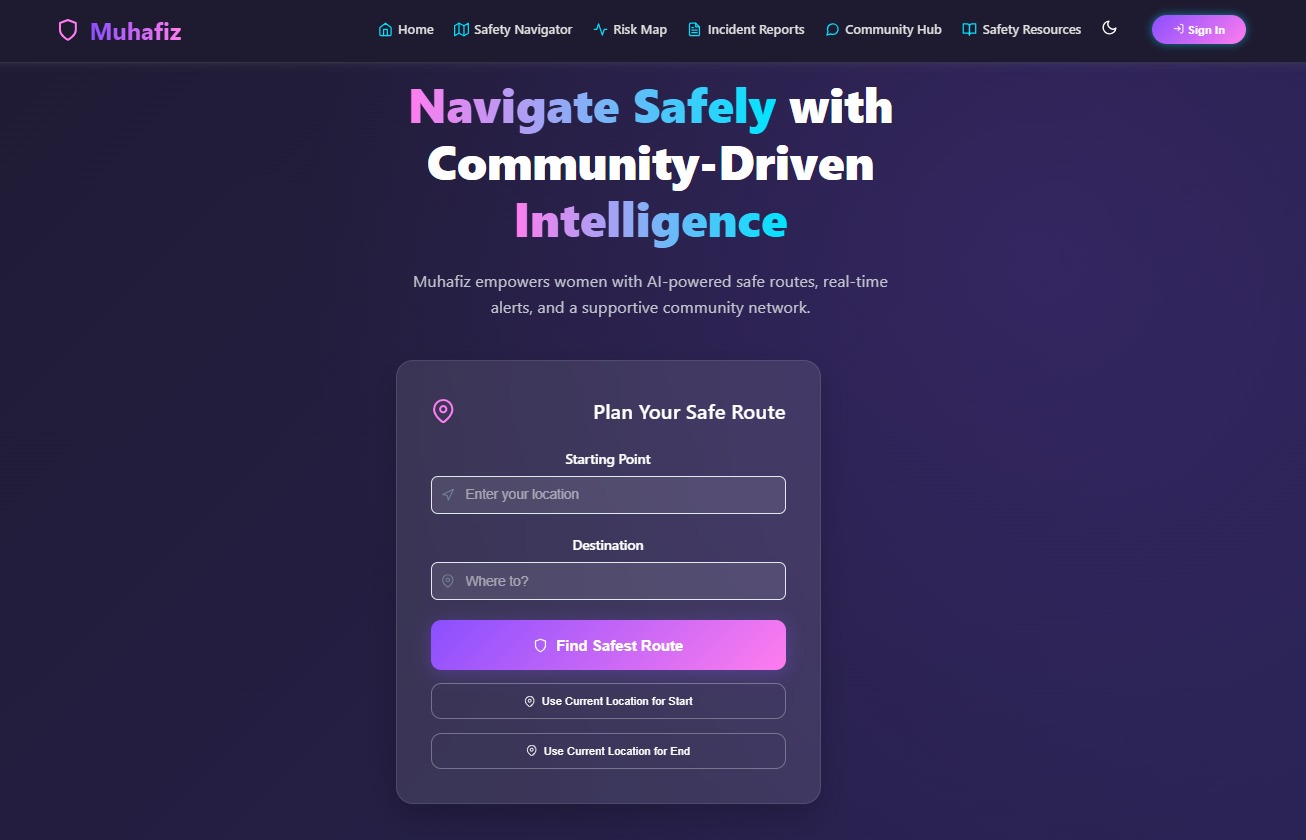 Muhafiz
Home
Safety Navigator
Risk Map
Incident Reports
Community Hub
Safety Resources
Sign In
Navigate Safely with
Community-Driven
Intelligence
Muhafiz empowers women with AI-powered safe routes, real-time
alerts, and a supportive community network.
Plan Your Safe Route
Starting Point
Enter your location
Destination
Where to?
Find Safest Route
Use Current Location for Start
Use Current Location for End